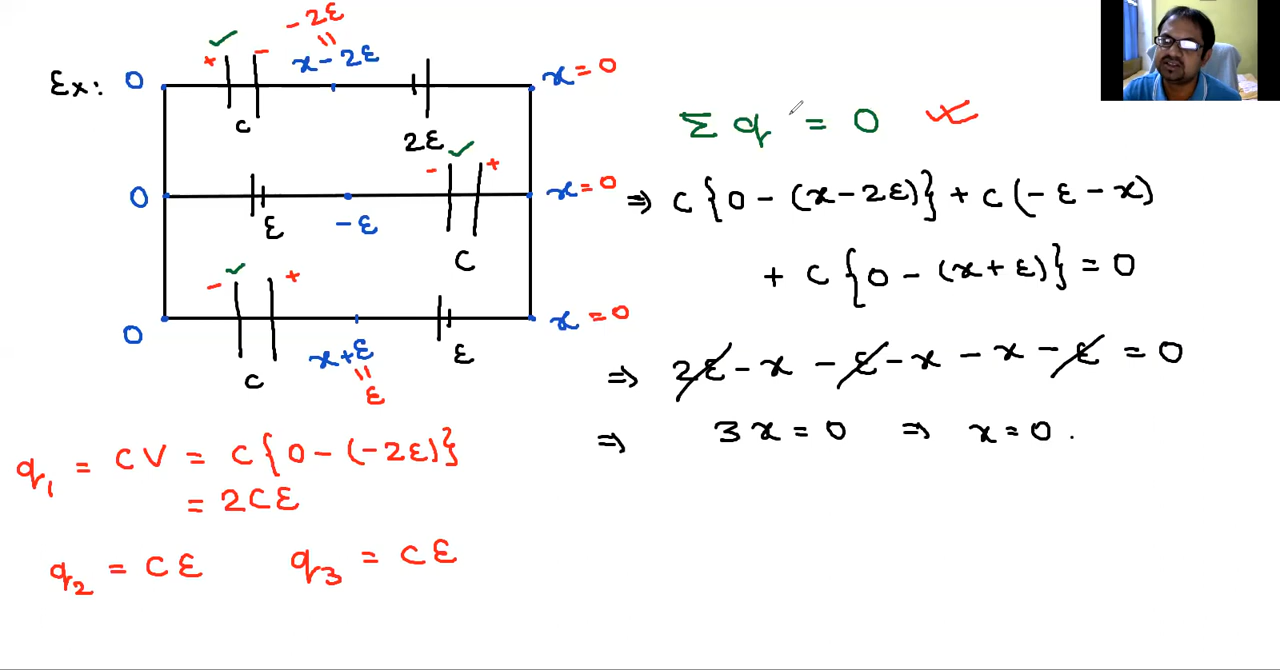 - 2ε
+ -
=
x - 2ε
Ex: 0
x = 0
C
2ε
Σ q = 0
- +
0
x = 0
ε
- ε
C
⇒ C{0 - (x - 2ε)} + C(- ε - x)
+ C{0 - (x + ε)} = 0
- +
0
x = 0
x + ε
C
ε
=
ε
⇒ 2ε - x - ε - x - x - ε = 0
⇒ 3x = 0 ⇒ x = 0.
q₁ = CV = C{0 - (-2ε)}
= 2Cε
q₂ = Cε q₃ = Cε